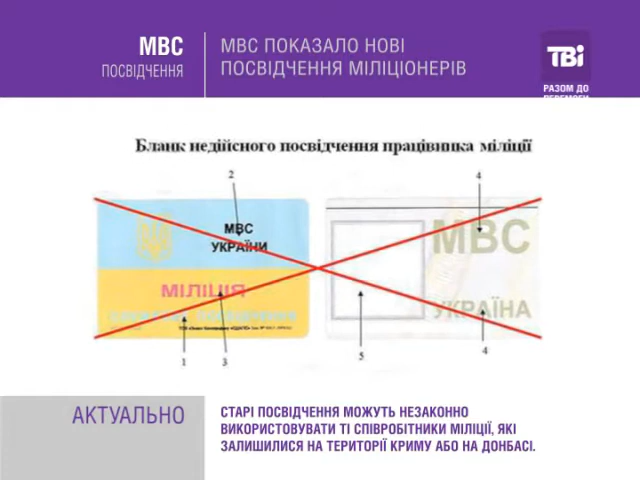 МВС
ПОСВІДЧЕННЯ
МВС ПОКАЗАЛО НОВІ
ПОСВІДЧЕННЯ МІЛІЦІОНЕРІВ
ТВі
РАЗОМ ДО
ПЕРЕМОГИ
Бланк недійсного посвідчення працівника міліції
2
4
МВС
УКРАЇНИ
МІЛІЦІЯ
МВС
УКРАЇНА
1
3
5
4
АКТУАЛЬНО
СТАРІ ПОСВІДЧЕННЯ МОЖУТЬ НЕЗАКОННО
ВИКОРИСТОВУВАТИ ТІ СПІВРОБІТНИКИ МІЛІЦІЇ, ЯКІ
ЗАЛИШИЛИСЯ НА ТЕРИТОРІЇ КРИМУ АБО НА ДОНБАСІ.